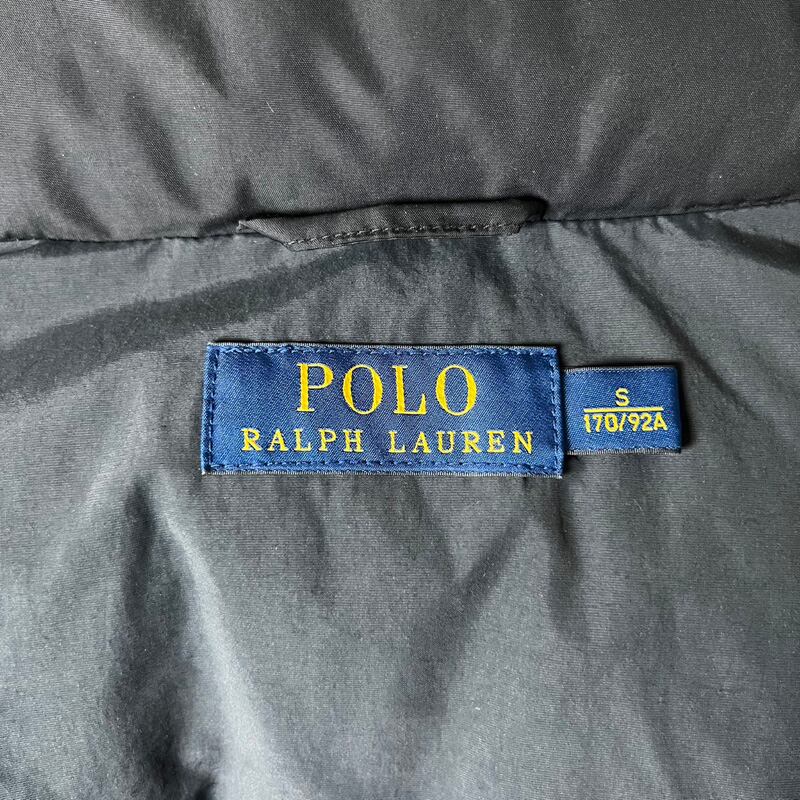 POLO
RALPH LAUREN
S
170/92A